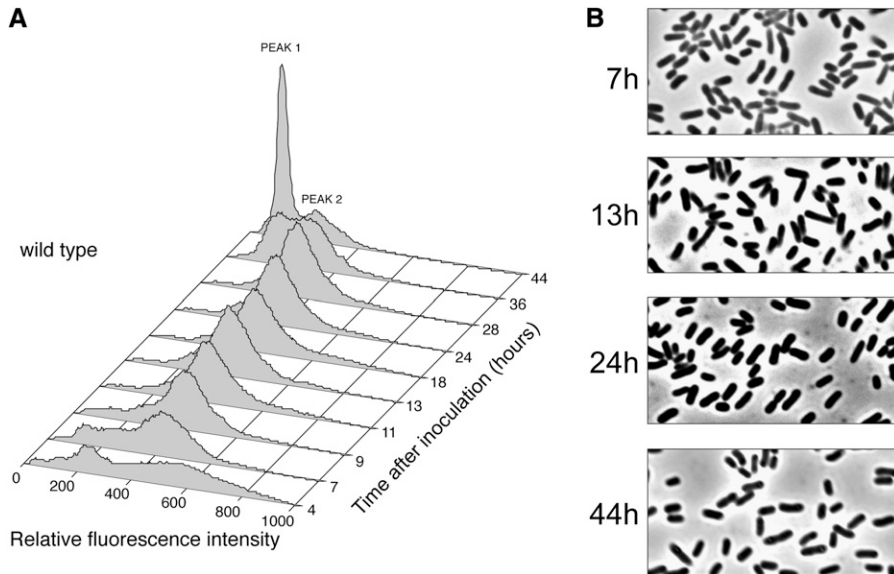 A
PEAK 1
PEAK 2
wild type
0
200
400
600
800
1000
4
7
9
11
13
18
24
28
36
44
Time after inoculation (hours)
Relative fluorescence intensity
B
7h
13h
24h
44h